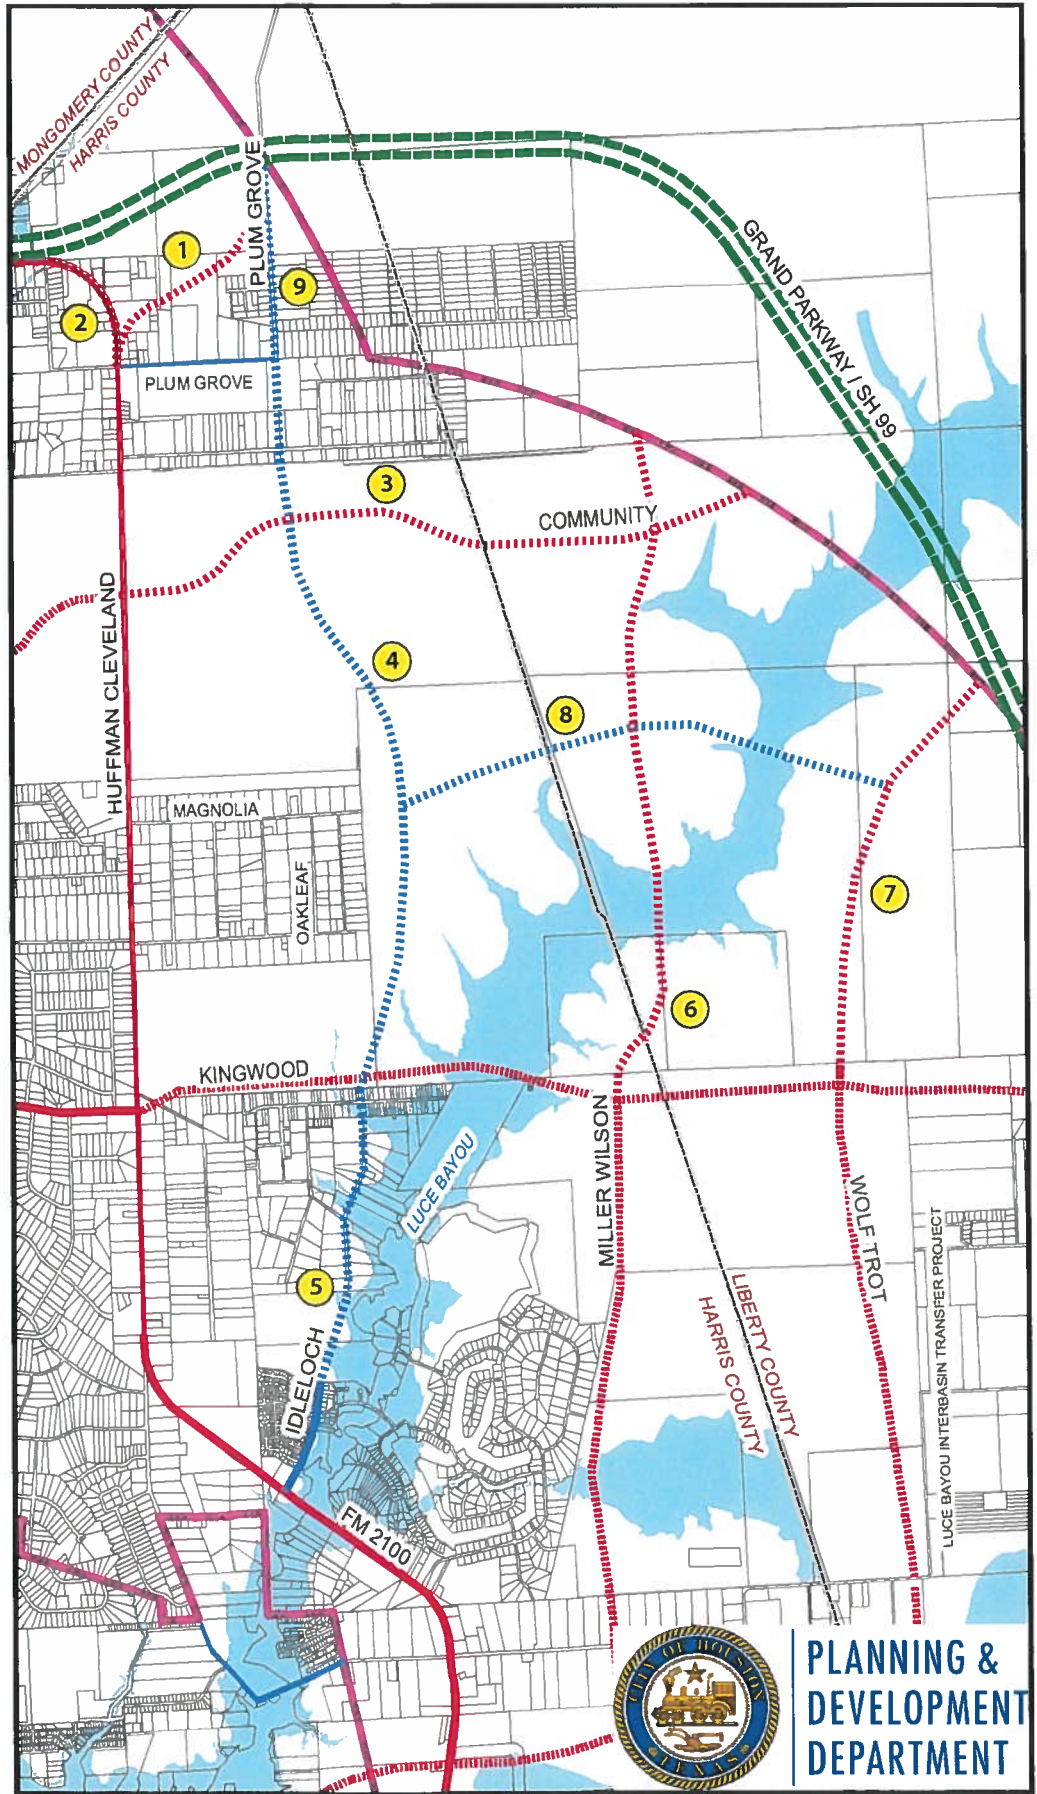 MONTGOMERY COUNTY
HARRIS COUNTY
PLUM GROVE
1
9
2
GRAND PARKWAY / SH 99
PLUM GROVE
3
COMMUNITY
HUFFMAN CLEVELAND
4
8
MAGNOLIA
OAKLEAF
7
6
KINGWOOD
MILLER WILSON
LUCE BAYOU
WOLF TROT
LUCE BAYOU INTERBASIN TRANSFER PROJECT
5
LIBERTY COUNTY
HARRIS COUNTY
IDLELOCH
FM 2100
CITY OF HOUSTON
TEXAS
PLANNING &
DEVELOPMENT
DEPARTMENT